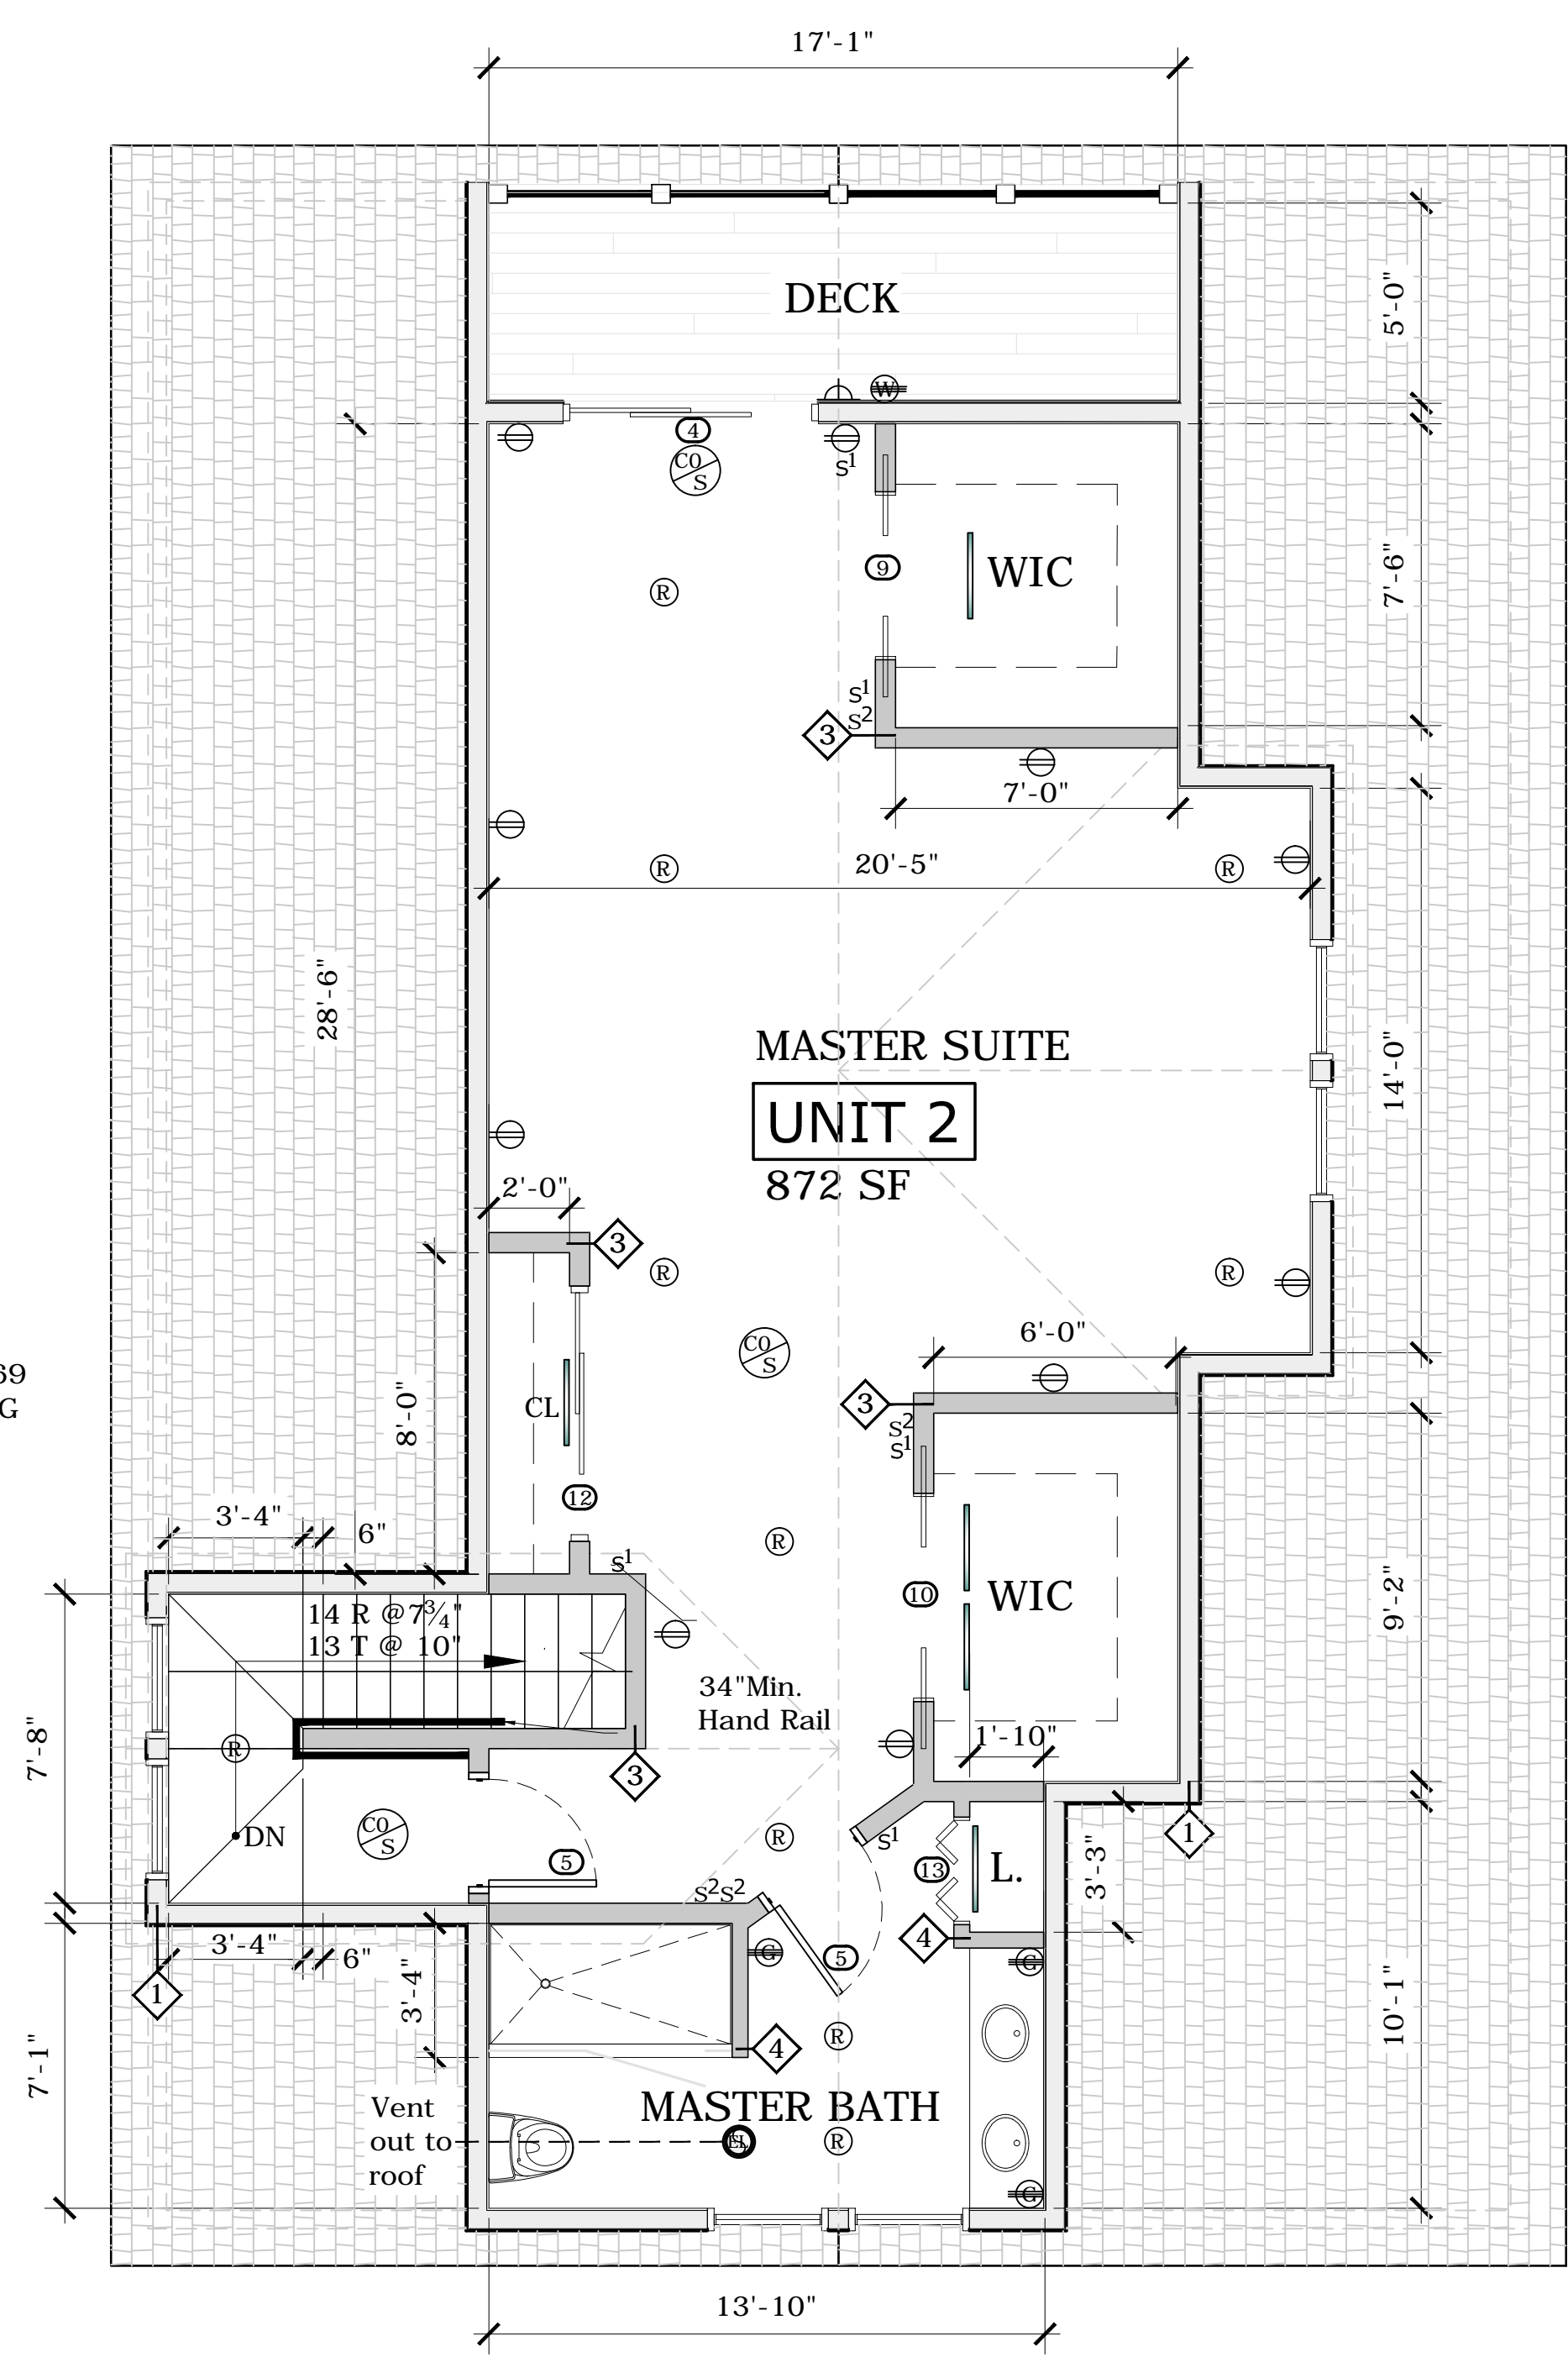 17'-1"
DECK
5'-0"
W
4
CO
S
S1
9
WIC
7'-6"
R
S1
S2
3
7'-0"
20'-5"
R
R
28'-6"
MASTER SUITE
14'-0"
UNIT 2
872 SF
2'-0"
3
R
R
6'-0"
CO
S
69
G
CL
8'-0"
3
S2
S1
12
3'-4"
6"
R
S1
10
WIC
9'-2"
14 R @7¾"
13 T @ 10"
34"Min.
Hand Rail
7'-8"
R
1'-10"
3
DN
CO
S
R
S1
1
5
13
L.
3'-3"
S2S2
3'-4"
6"
G
5
4
G
1
3'-4"
R
4
10'-1"
7'-1"
Vent
out to
roof
MASTER BATH
EL
R
G
13'-10"